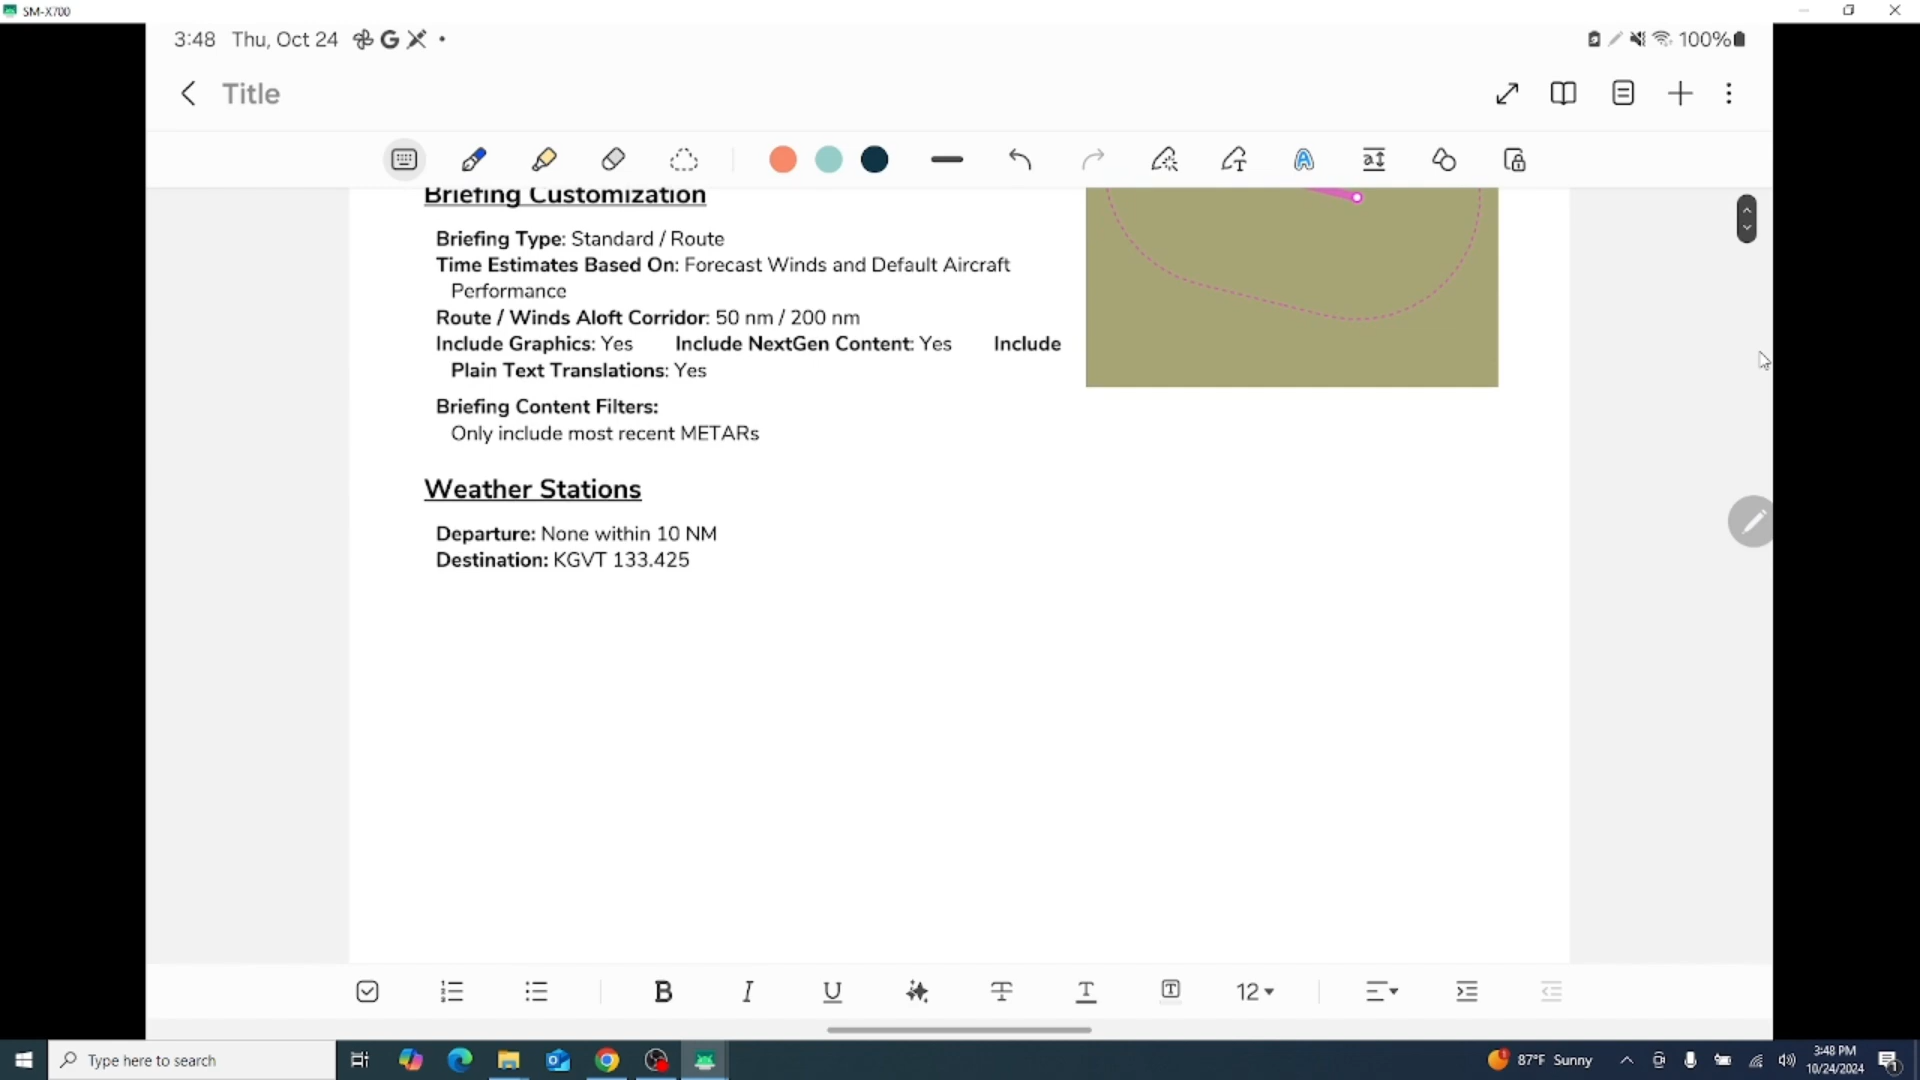 SM-X700
3:48 Thu, Oct 24 G 100%
Title
Briefing Customization
Briefing Type: Standard / Route
Time Estimates Based On: Forecast Winds and Default Aircraft
Performance
Route / Winds Aloft Corridor: 50 nm / 200 nm
Include Graphics: Yes Include NextGen Content: Yes Include
Plain Text Translations: Yes
Briefing Content Filters:
Only include most recent METARs
Weather Stations
Departure: None within 10 NM
Destination: KGVT 133.425
B I U T T T 12
Type here to search
87°F Sunny
3:48 PM
10/24/2024